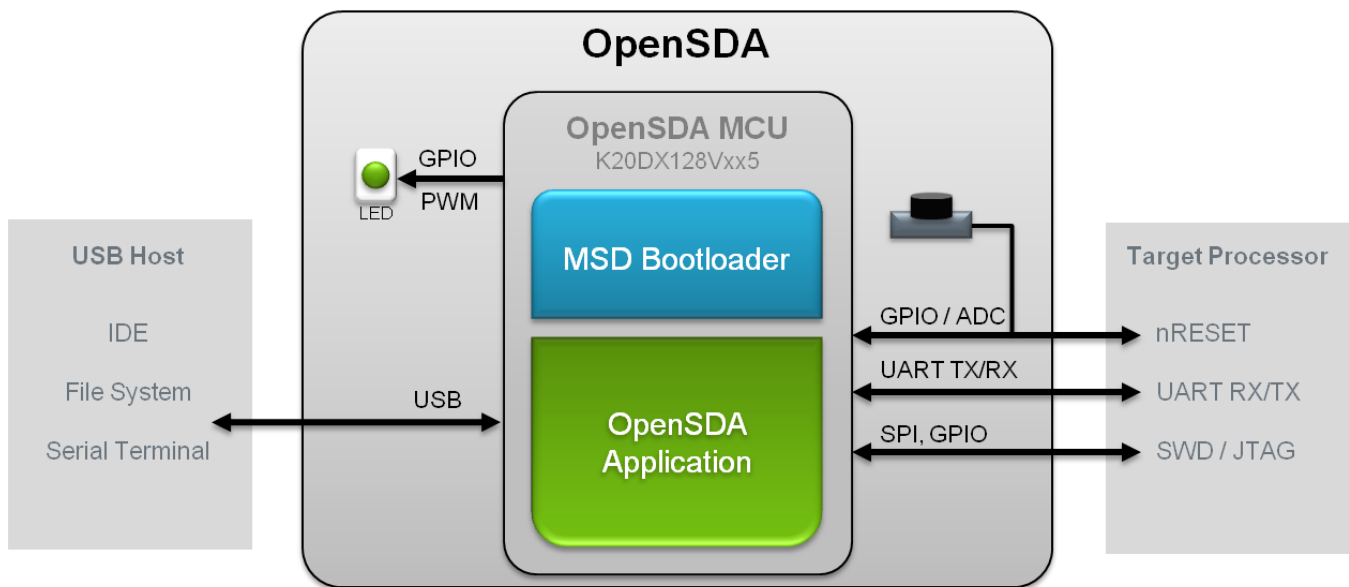 OpenSDA
OpenSDA MCU
K20DX128Vxx5
GPIO
PWM
LED
MSD Bootloader
OpenSDA
Application
USB Host
IDE
File System
Serial Terminal
USB
GPIO / ADC
UART TX/RX
SPI, GPIO
Target Processor
nRESET
UART RX/TX
SWD / JTAG